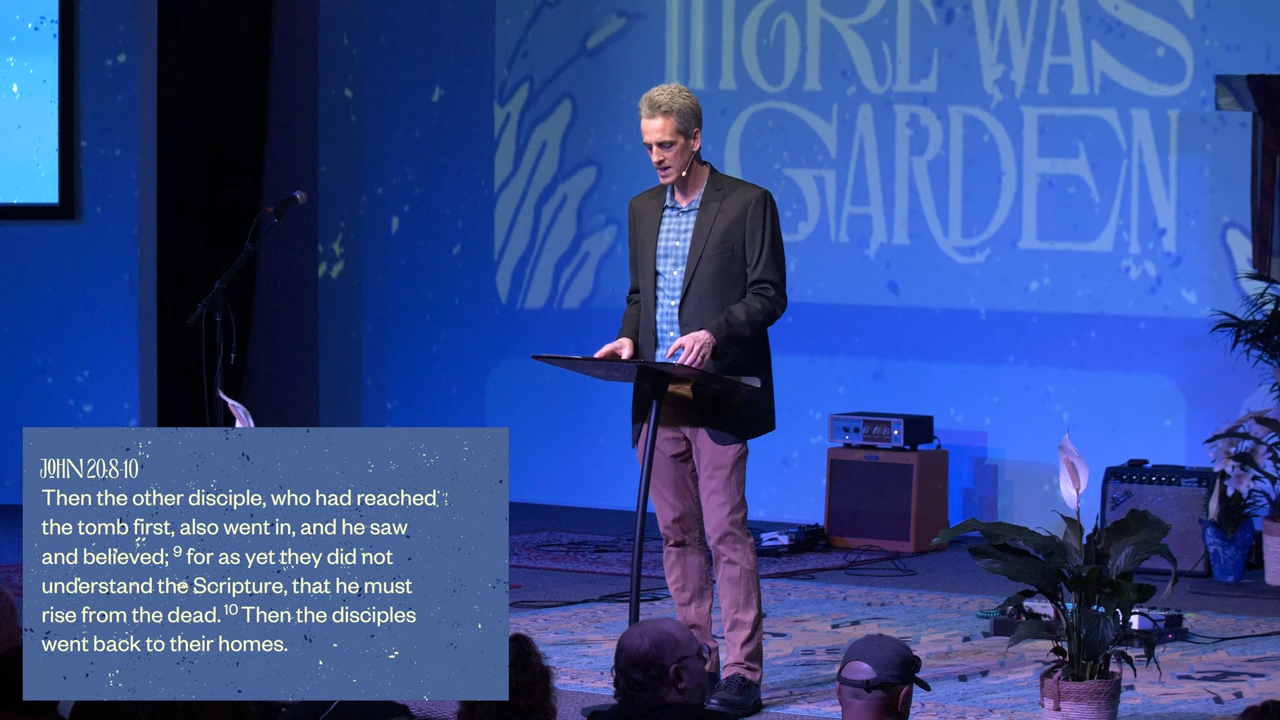 THERE WAS
GARDEN
JOHN 20:8-10
Then the other disciple, who had reached
the tomb first, also went in, and he saw
and believed; 9 for as yet they did not
understand the Scripture, that he must
rise from the dead. 10 Then the disciples
went back to their homes.